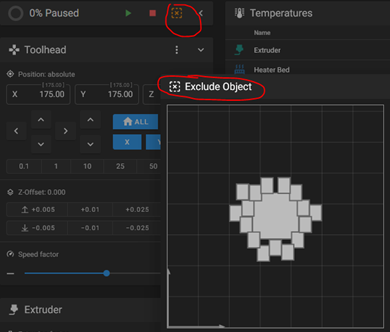 0% Paused
Temperatures
Toolhead
Name
Position: absolute
Extruder
Heater Bed
[ 175.00 ]
[ 175.00 ]
X 175.00 Y 175.00 Z
Exclude Object
ALL
X Y
0.1 1 10 25 50
Z-Offset: 0.000
+0.005 +0.01 +0.025
−0.005 −0.01 −0.025
Speed factor
Extruder